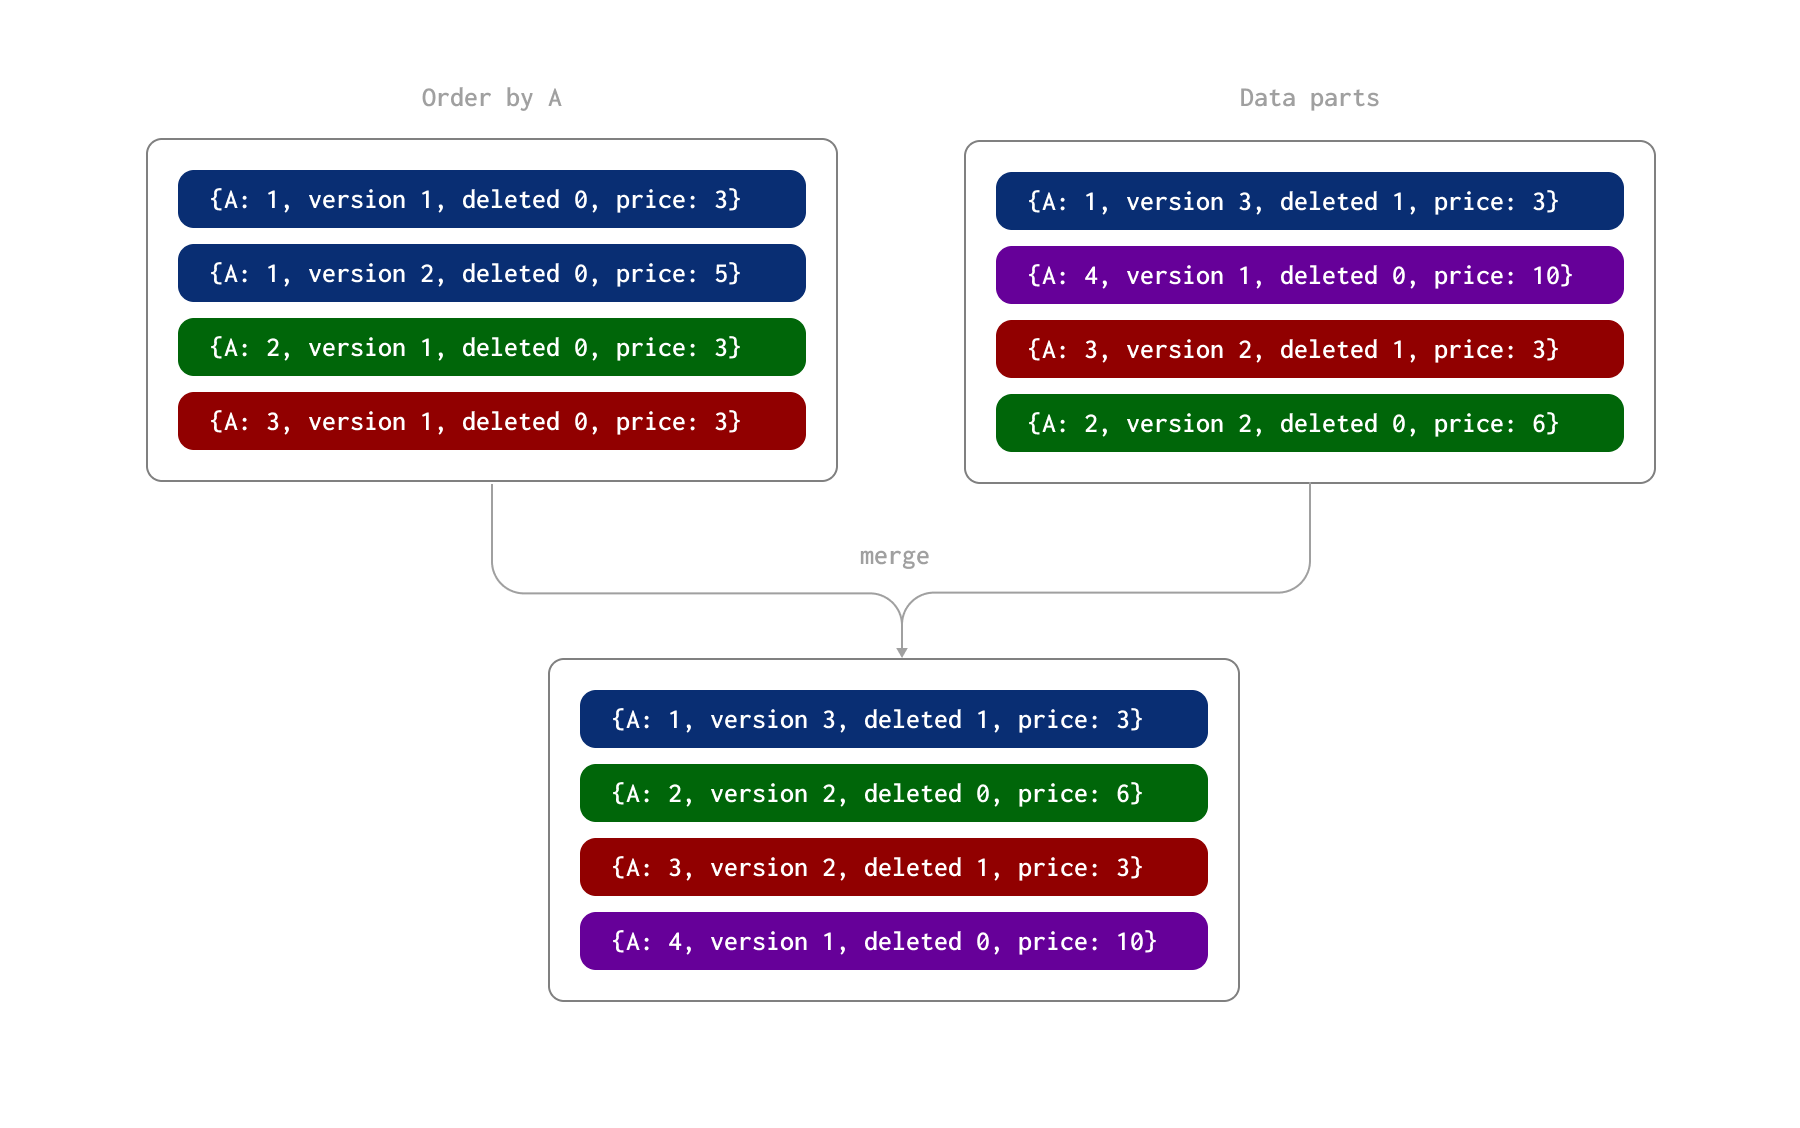 Order by A
{A: 1, version 1, deleted 0, price: 3}
{A: 1, version 2, deleted 0, price: 5}
{A: 2, version 1, deleted 0, price: 3}
{A: 3, version 1, deleted 0, price: 3}
Data parts
{A: 1, version 3, deleted 1, price: 3}
{A: 4, version 1, deleted 0, price: 10}
{A: 3, version 2, deleted 1, price: 3}
{A: 2, version 2, deleted 0, price: 6}
merge
{A: 1, version 3, deleted 1, price: 3}
{A: 2, version 2, deleted 0, price: 6}
{A: 3, version 2, deleted 1, price: 3}
{A: 4, version 1, deleted 0, price: 10}